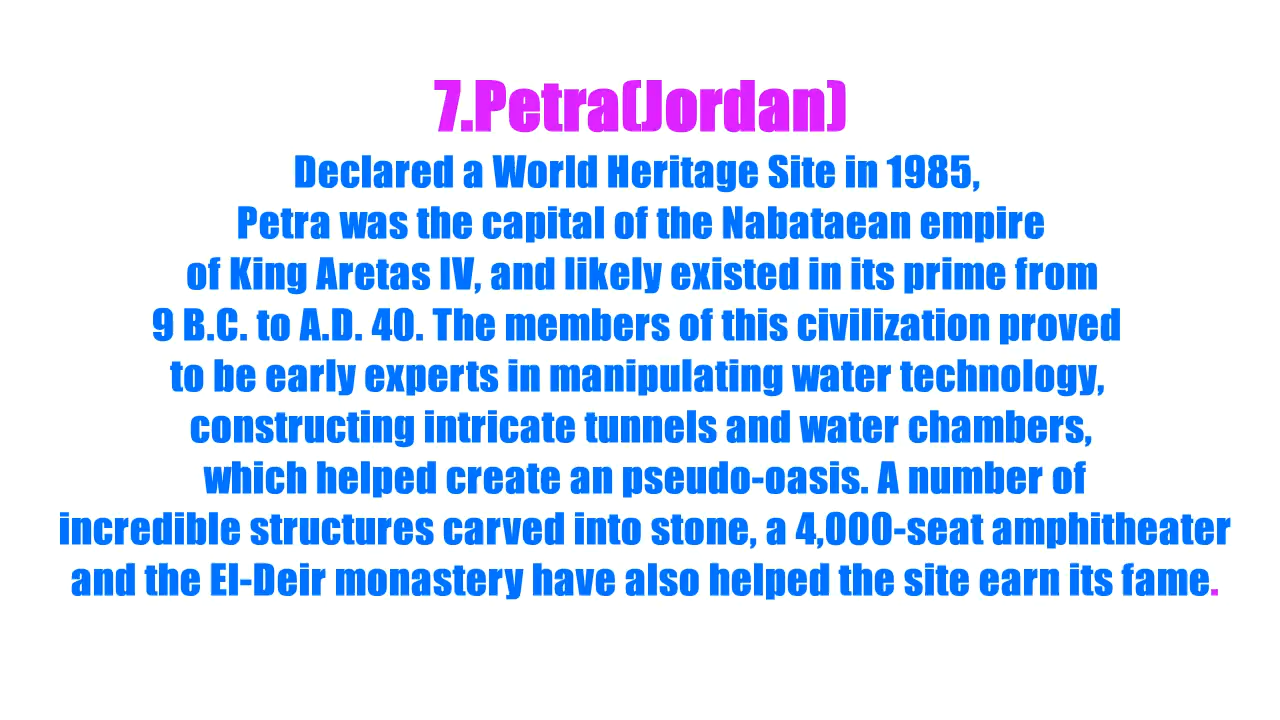 7.Petra(Jordan)
Declared a World Heritage Site in 1985,
Petra was the capital of the Nabataean empire
of King Aretas IV, and likely existed in its prime from
9 B.C. to A.D. 40. The members of this civilization proved
to be early experts in manipulating water technology,
constructing intricate tunnels and water chambers,
which helped create an pseudo-oasis. A number of
incredible structures carved into stone, a 4,000-seat amphitheater
and the El-Deir monastery have also helped the site earn its fame.